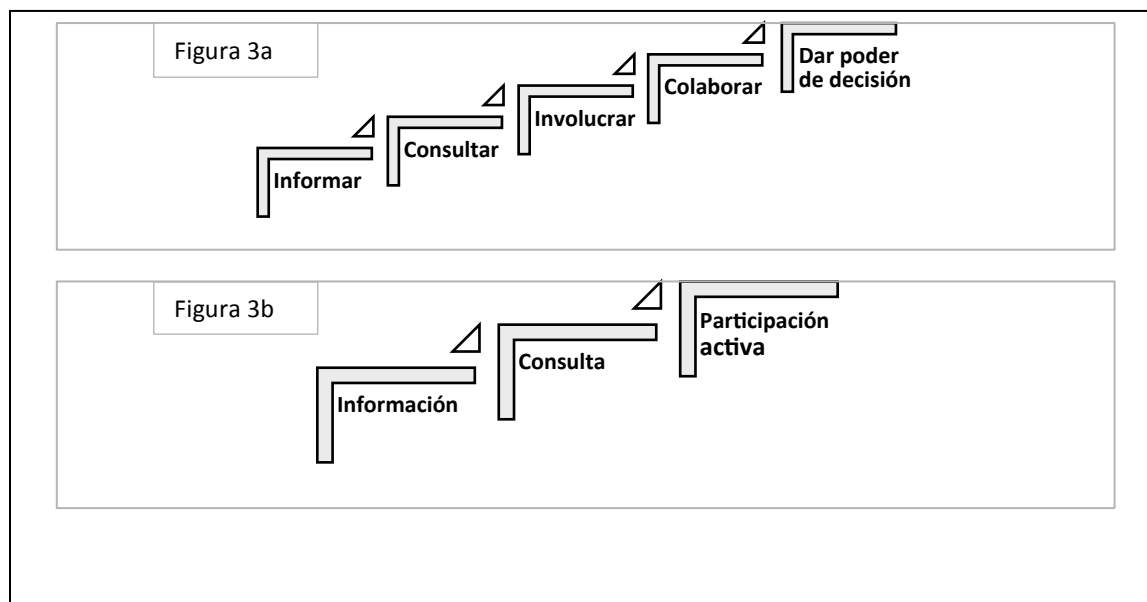 Figura 3a
Informar
Consultar
Involucrar
Colaborar
Dar poder
de decisión
Figura 3b
Información
Consulta
Participación
activa